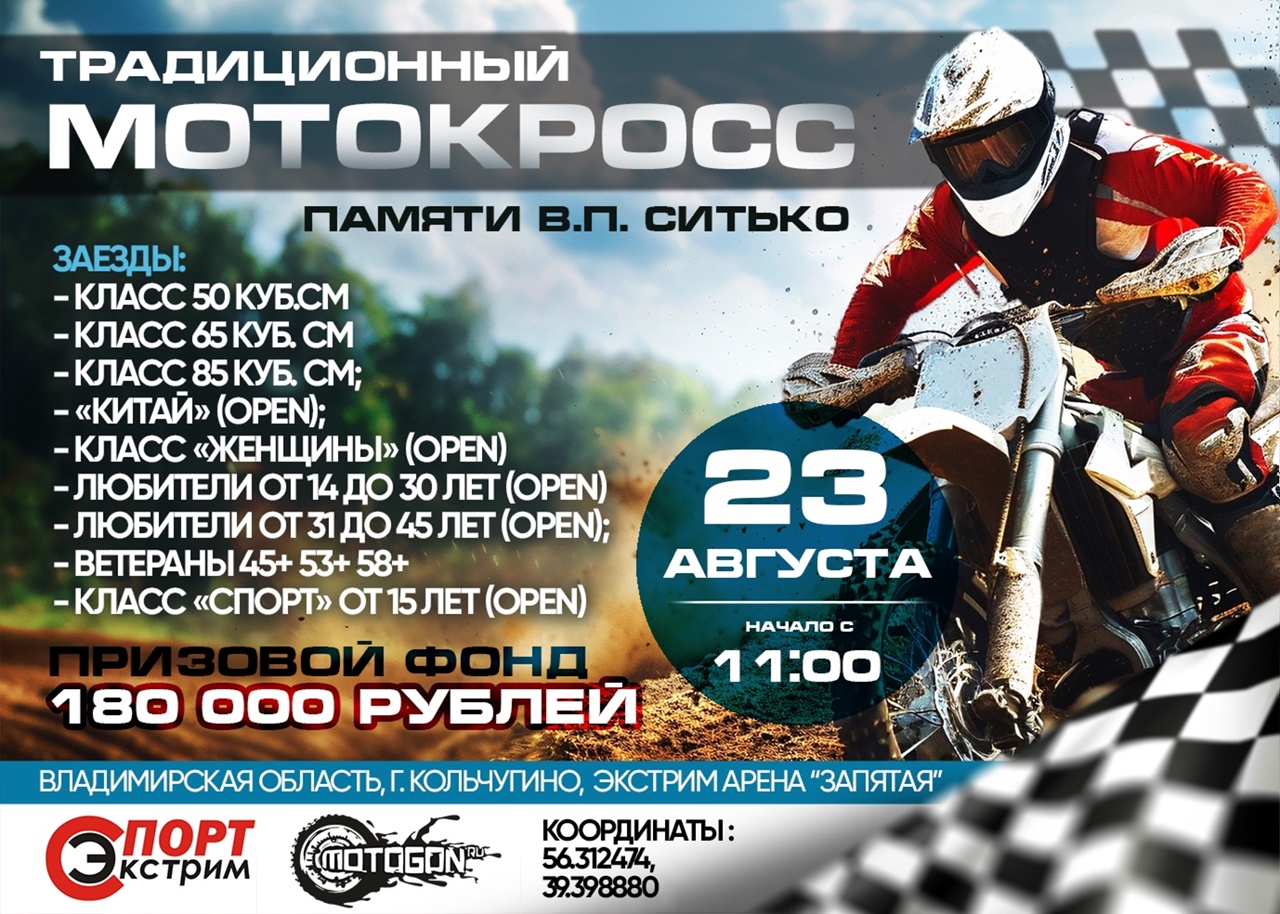 ТРАДИЦИОННЫЙ
МОТОКРОСС
ПАМЯТИ В.П. СИТЬКО
ЗАЕЗДЫ:
- КЛАСС 50 КУБ.СМ
- КЛАСС 65 КУБ. СМ
- КЛАСС 85 КУБ. СМ;
- «КИТАЙ» (OPEN);
- КЛАСС «ЖЕНЩИНЫ» (OPEN)
- ЛЮБИТЕЛИ ОТ 14 ДО 30 ЛЕТ (OPEN)
- ЛЮБИТЕЛИ ОТ 31 ДО 45 ЛЕТ (OPEN);
- ВЕТЕРАНЫ 45+ 53+ 58+
- КЛАСС «СПОРТ» ОТ 15 ЛЕТ (OPEN)
ПРИЗОВОЙ ФОНД
180 000 РУБЛЕЙ
23
АВГУСТА
НАЧАЛО С
11:00
ВЛАДИМИРСКАЯ ОБЛАСТЬ, Г. КОЛЬЧУГИНО, ЭКСТРИМ АРЕНА "ЗАПЯТАЯ"
СПОРТ
Экстрим
MOTOGON.RU
КООРДИНАТЫ :
56.312474,
39.398880